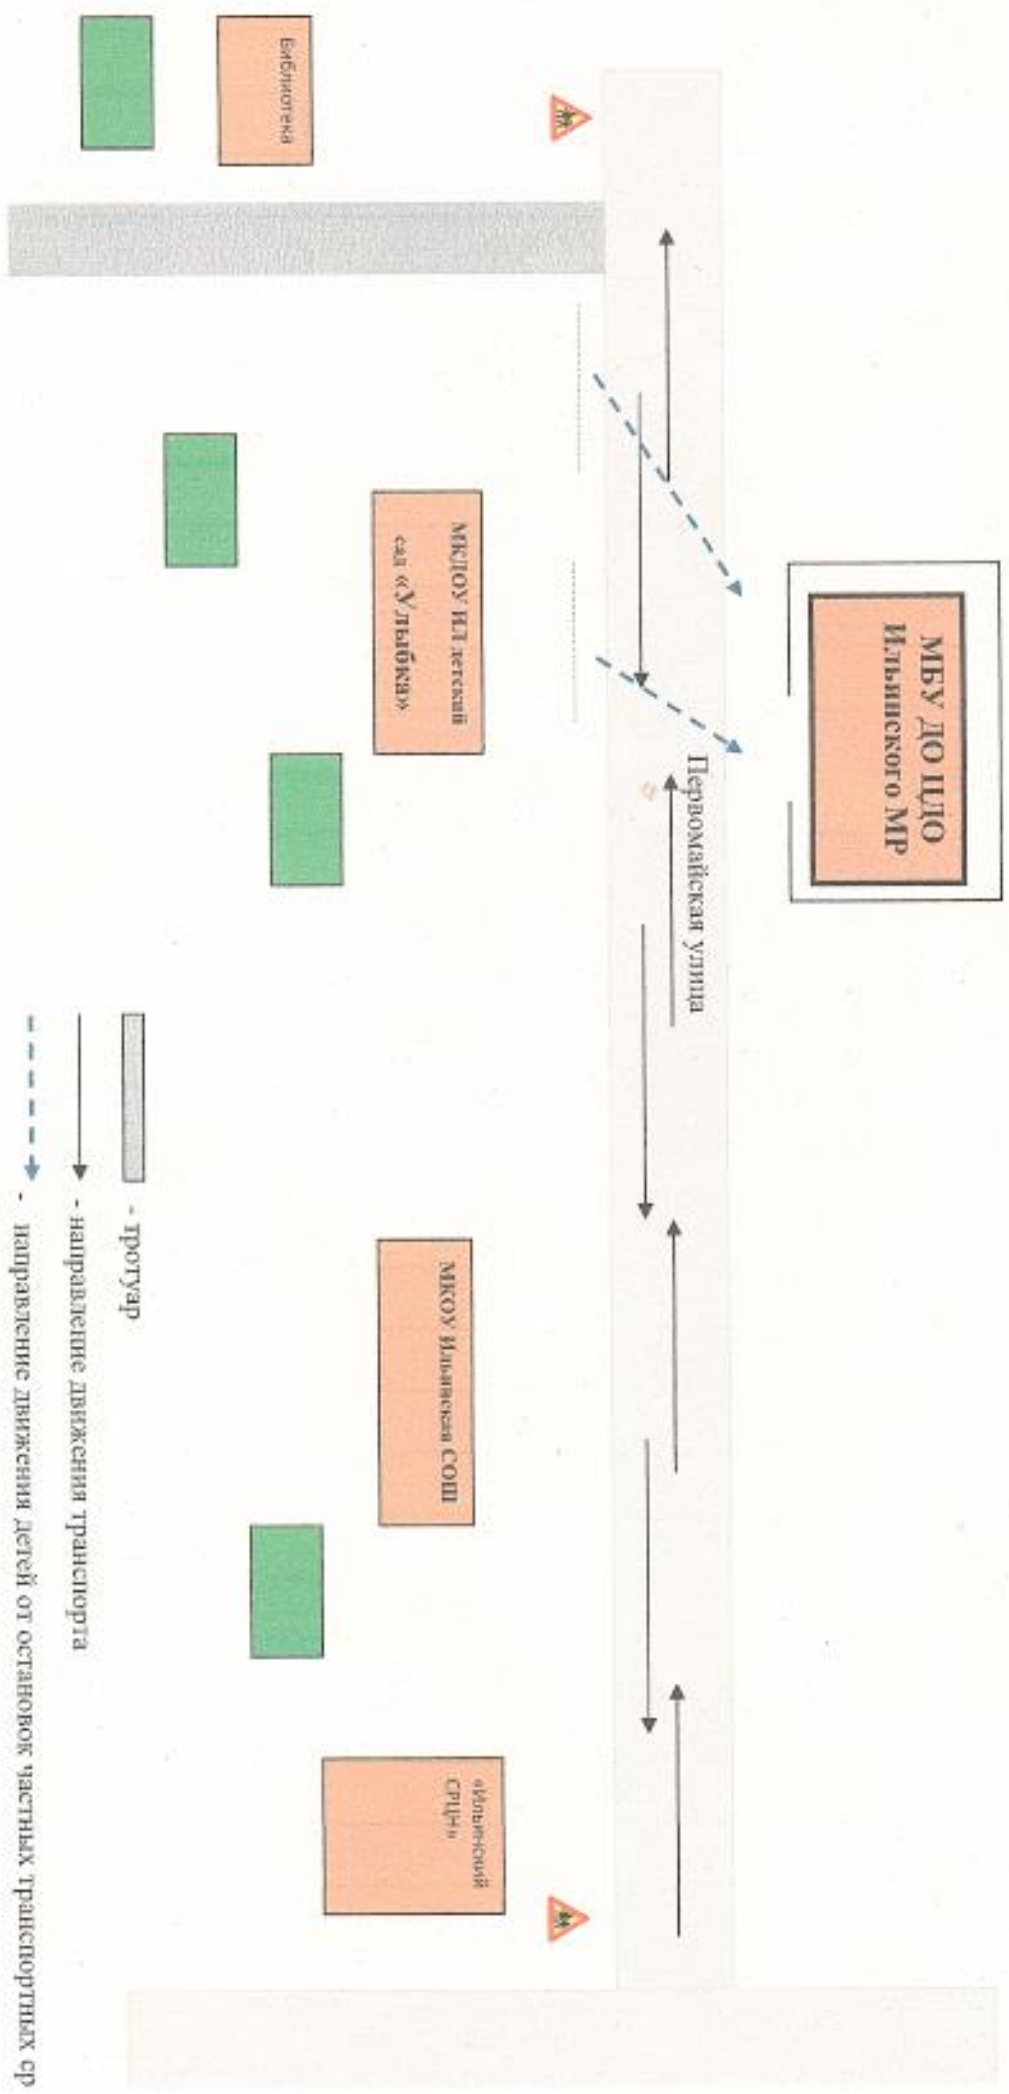 МБУ ДО ЦДО
Ильинского МР
Первомайская улица
Библиотека
МКДОУ ИЛ детский
сад «Улыбка»
МКОУ Ильинская СОШ
«Ильинский
СРЦН»
- тротуар
- направление движения транспорта
- направление движения детей от остановок частных транспортных ср